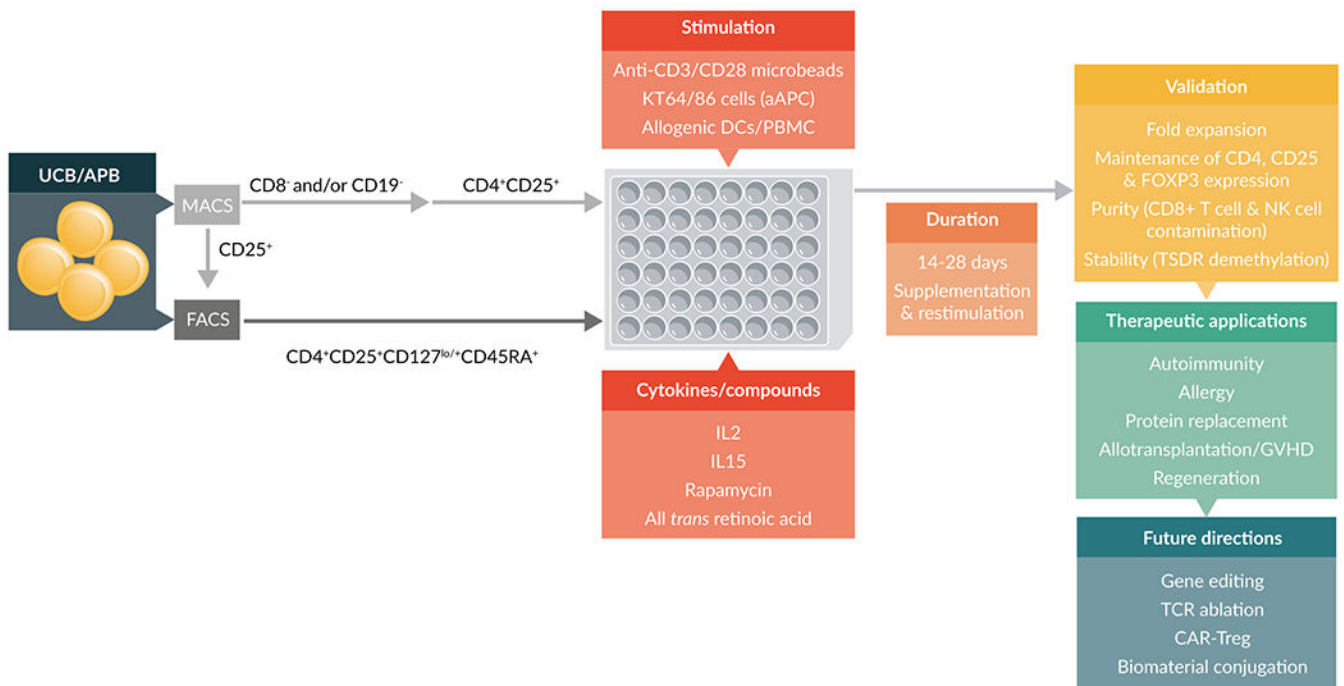 Stimulation
Anti-CD3/CD28 microbeads
KT64/86 cells (aAPC)
Allogenic DCs/PBMC
UCB/APB
MACS
CD8⁻ and/or CD19⁻
CD4⁺CD25⁺
CD25⁺
FACS
CD4⁺CD25⁺CD127ˡᵒ/⁺CD45RA⁺
Cytokines/compounds
IL2
IL15
Rapamycin
All trans retinoic acid
Duration
14-28 days
Supplementation
& restimulation
Validation
Fold expansion
Maintenance of CD4, CD25
& FOXP3 expression
Purity (CD8+ T cell & NK cell
contamination)
Stability (TSDR demethylation)
Therapeutic applications
Autoimmunity
Allergy
Protein replacement
Allotransplantation/GVHD
Regeneration
Future directions
Gene editing
TCR ablation
CAR-Treg
Biomaterial conjugation